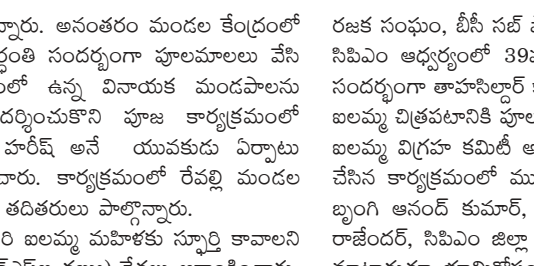 న్నారు. అనంతరం మండల కేంద్రంలో
ర్థంతి సందర్బంగా పూలమాలలు వేసి
లో ఉన్న వినాయక మండపాలను
దర్శించుకొని పూజ కార్యక్రమంలో
హరీష్ అనే యువకుడు ఏర్పాటు
చారు. కార్యక్రమంలో రేవల్లి మండల
తదితరులు పాల్గొన్నారు.
రి ఐలమ్మ మహిళకు స్ఫూర్తి కావాలని
రజక సంఘం, బీసీ సబ్
సిపిఎం ఆధ్వర్యంలో 39వ
సందర్భంగా తాహసిల్దార్
ఐలమ్మ చిత్రపటానికి పూల
ఐలమ్మ విగ్రహ కమిటీ
చేసిన కార్యక్రమంలో ము
బృంగి ఆనంద్ కుమార్,
రాజేందర్, సిపిఎం జిల్లా